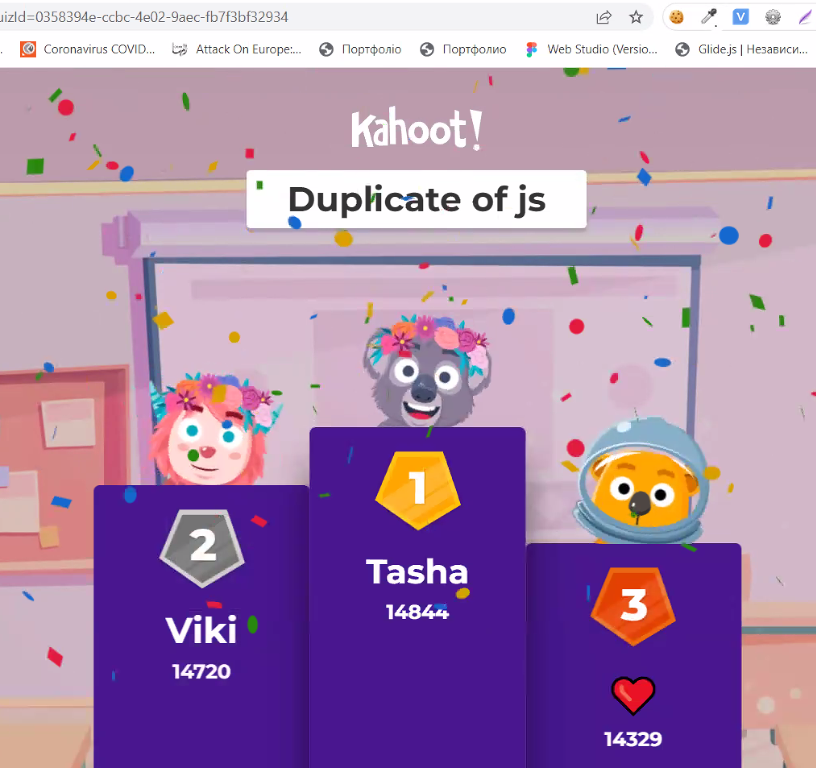 uizId=0358394e-ccbc-4e02-9aec-fb7f3bf32934
Coronavirus COVID... Attack On Europe:... Портфоліо Портфолио Web Studio (Versio... Glide.js | Независи...
Kahoot!
Duplicate of js
1
Tasha
14844
2
Viki
14720
3
14329